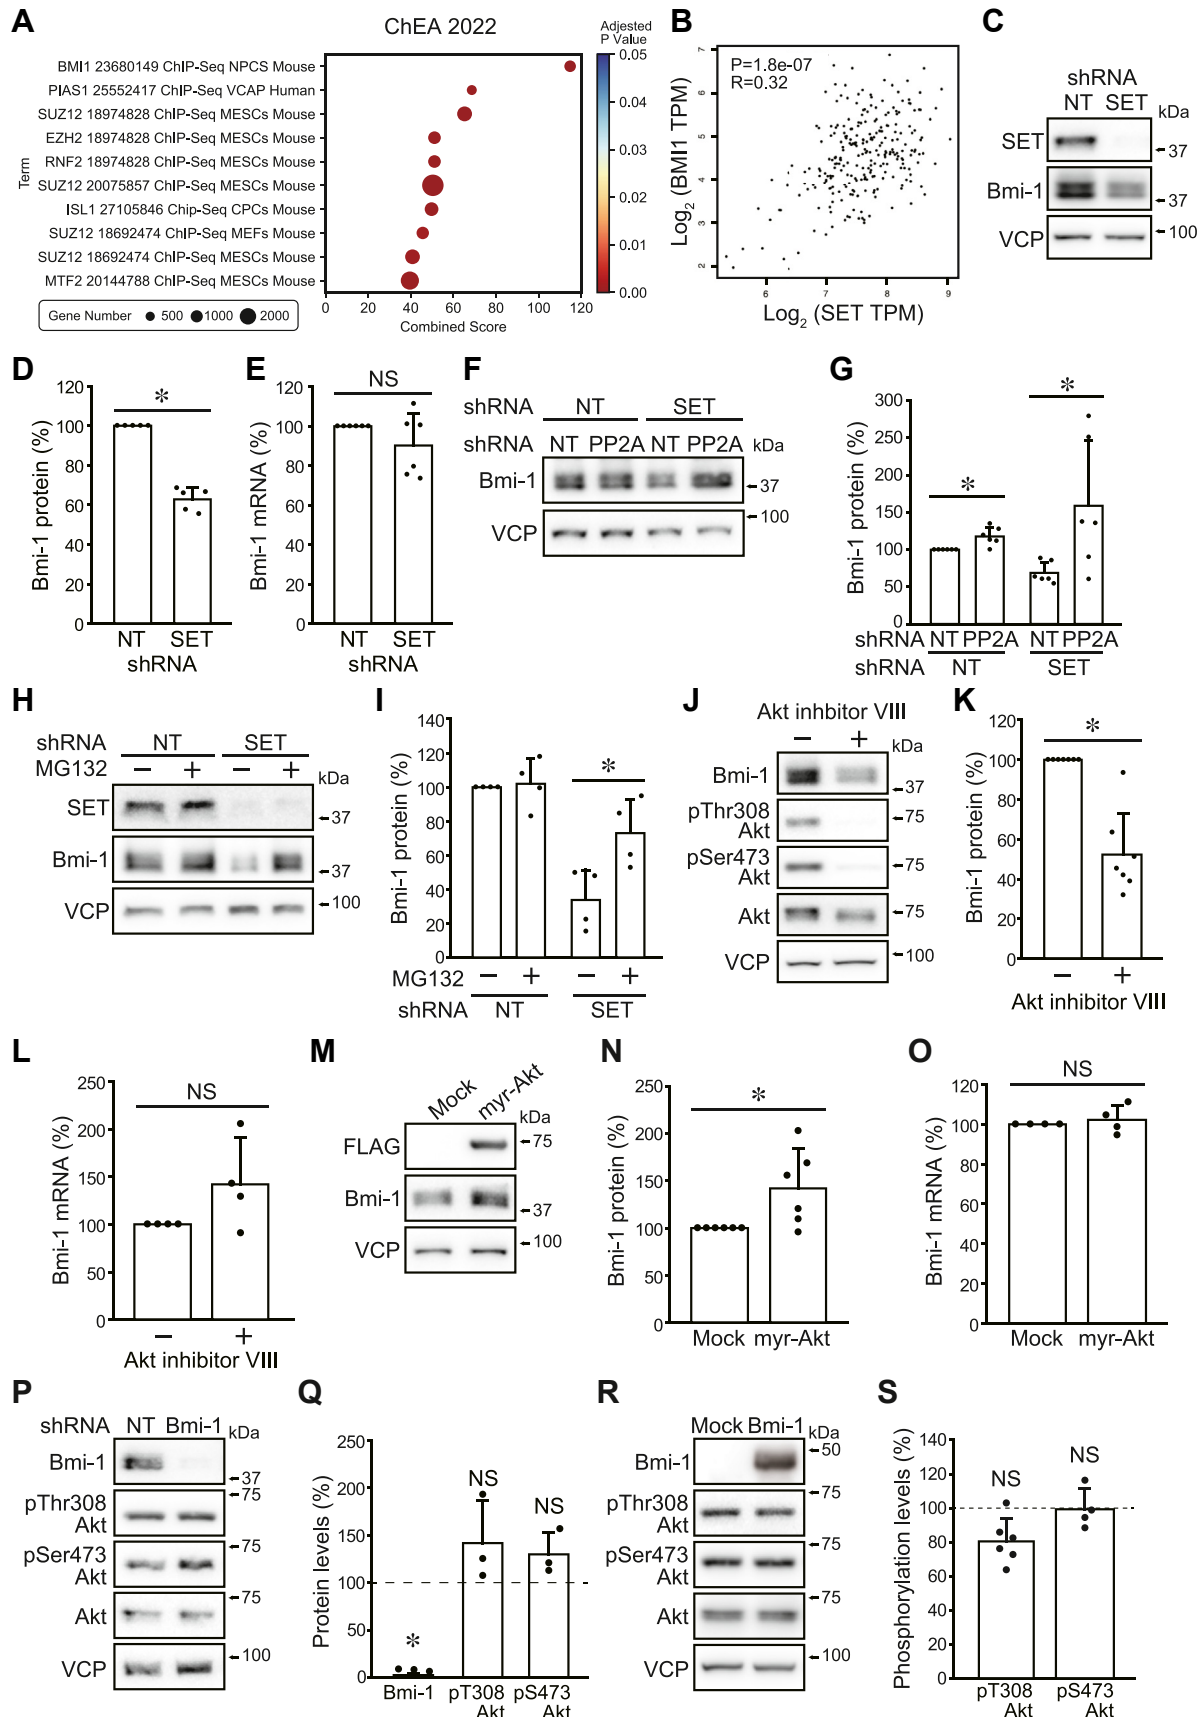 A
ChEA 2022
Adjusted
P Value
Term
BMI1 23680149 ChIP-Seq NPCS Mouse
PIAS1 25552417 ChIP-Seq VCAP Human
SUZ12 18974828 ChIP-Seq MESCs Mouse
EZH2 18974828 ChIP-Seq MESCs Mouse
RNF2 18974828 ChIP-Seq MESCs Mouse
SUZ12 20075857 ChIP-Seq MESCs Mouse
ISL1 27105846 Chip-Seq CPCs Mouse
SUZ12 18692474 ChIP-Seq MEFs Mouse
SUZ12 18692474 ChIP-Seq MESCs Mouse
MTF2 20144788 ChIP-Seq MESCs Mouse
0.05
0.04
0.03
0.02
0.01
0.00
0 20 40 60 80 100 120
Combined Score
Gene Number 500 1000 2000
B
P=1.8e-07
R=0.32
Log2 (BMI1 TPM)
7
6
5
4
3
2
6 7 8 9
Log2 (SET TPM)
C
shRNA
NT SET
kDa
SET
37
Bmi-1
37
VCP
100
D
Bmi-1 protein (%)
120
100
80
60
40
20
0
*
NT SET
shRNA
E
Bmi-1 mRNA (%)
120
100
80
60
40
20
0
NS
NT SET
shRNA
F
shRNA NT SET
shRNA NT PP2A NT PP2A
kDa
Bmi-1
37
100
VCP
G
Bmi-1 protein (%)
300
250
200
150
100
50
0
*
*
shRNA NT PP2A NT PP2A
shRNA NT SET
H
shRNA NT SET
MG132 − + − +
kDa
SET
37
Bmi-1
37
VCP
100
I
Bmi-1 protein (%)
140
120
100
80
60
40
20
0
*
MG132 − + − +
shRNA NT SET
J
Akt inhbitor VIII
− +
kDa
Bmi-1
37
pThr308
Akt
75
pSer473
Akt
75
Akt
75
VCP
100
K
Bmi-1 protein (%)
120
100
80
60
40
20
0
*
− +
Akt inhibitor VIII
L
Bmi-1 mRNA (%)
250
200
150
100
50
0
NS
− +
Akt inhibitor VIII
M
Mock myr-Akt
kDa
FLAG
75
Bmi-1
37
VCP
100
N
Bmi-1 protein (%)
250
200
150
100
50
0
*
Mock myr-Akt
O
Bmi-1 mRNA (%)
120
100
80
60
40
20
0
NS
Mock myr-Akt
P
shRNA NT Bmi-1
kDa
Bmi-1
37
pThr308
Akt
75
pSer473
Akt
75
Akt
75
VCP
100
Q
Protein levels (%)
250
200
150
100
50
0
*
NS
NS
Bmi-1 pT308 pS473
Akt Akt
R
Mock Bmi-1
kDa
Bmi-1
50
pThr308
Akt
75
pSer473
Akt
75
Akt
75
VCP
100
S
Phosphorylation levels (%)
140
120
100
80
60
40
20
0
NS
NS
pT308 pS473
Akt Akt